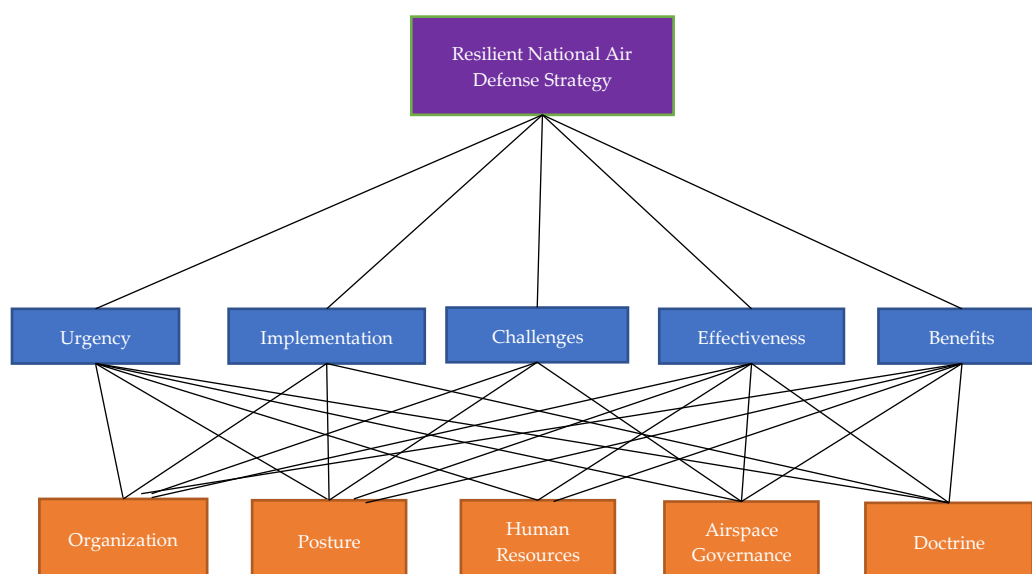 Resilient National Air
Defense Strategy
Urgency
Implementation
Challenges
Effectiveness
Benefits
Organization
Posture
Human
Resources
Airspace
Governance
Doctrine